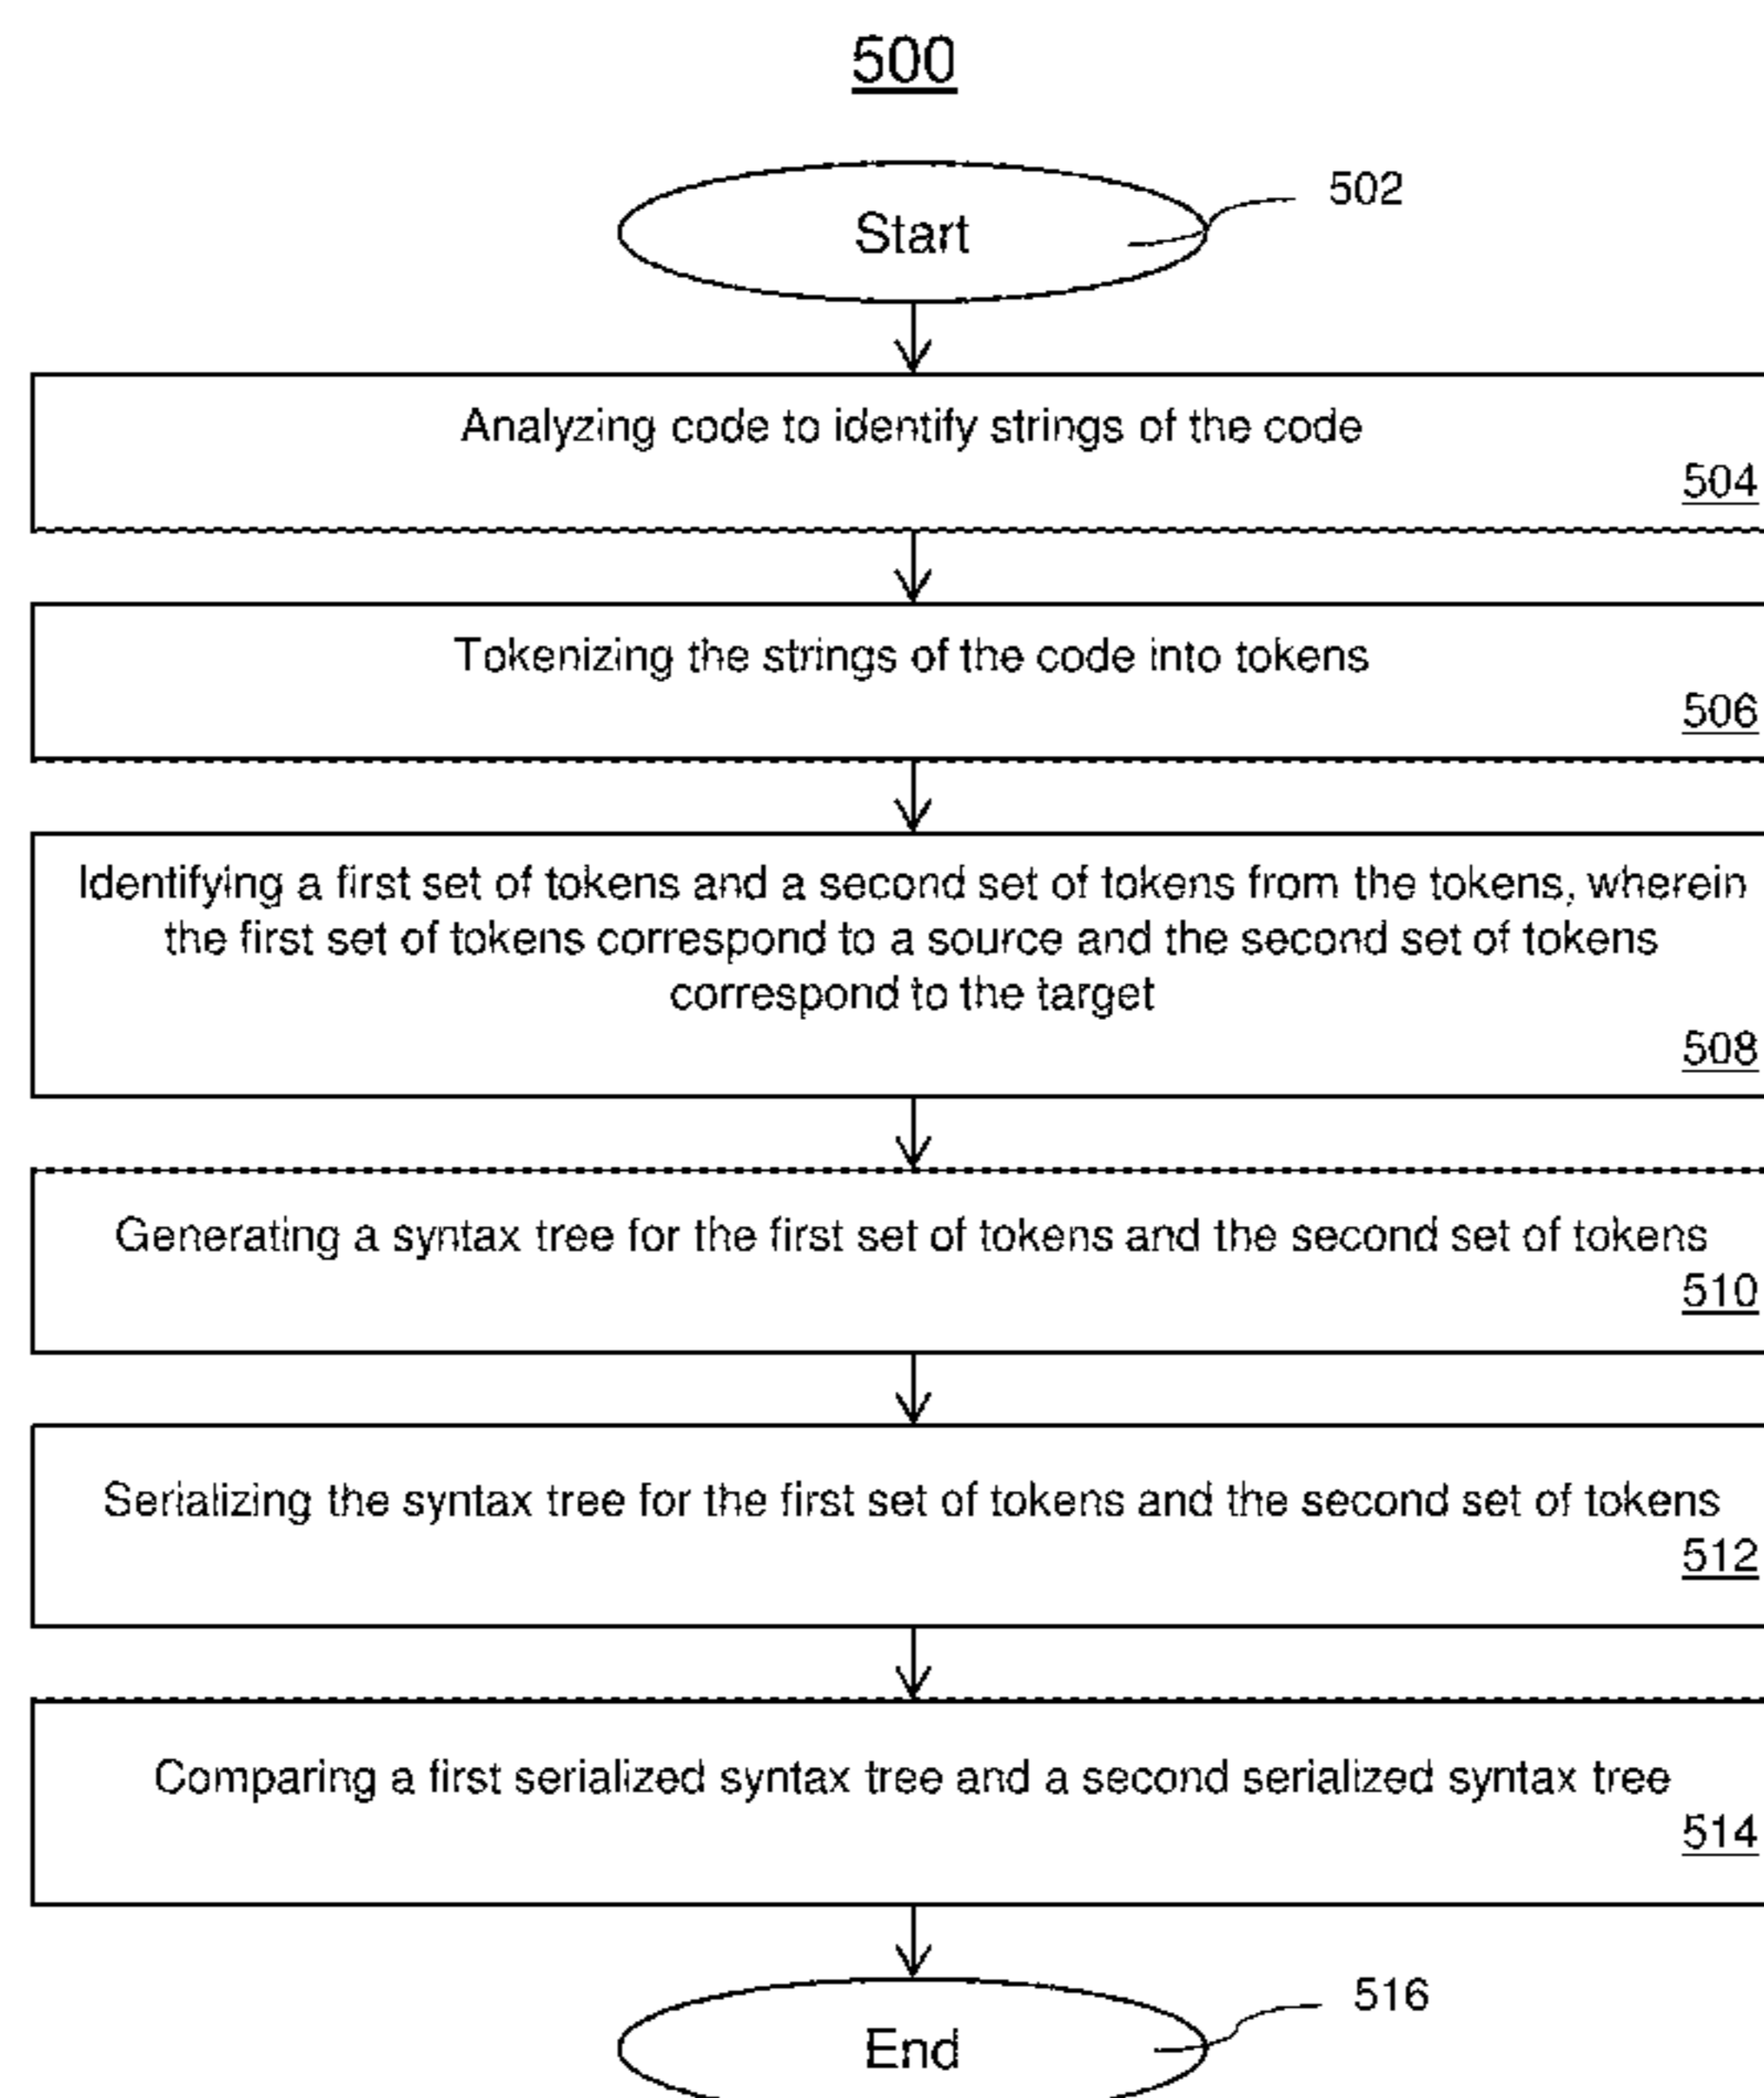 500
Start
502
Analyzing code to identify strings of the code
504
Tokenizing the strings of the code into tokens
506
Identifying a first set of tokens and a second set of tokens from the tokens, wherein
the first set of tokens correspond to a source and the second set of tokens
correspond to the target
508
Generating a syntax tree for the first set of tokens and the second set of tokens
510
Serializing the syntax tree for the first set of tokens and the second set of tokens
512
Comparing a first serialized syntax tree and a second serialized syntax tree
514
516
End